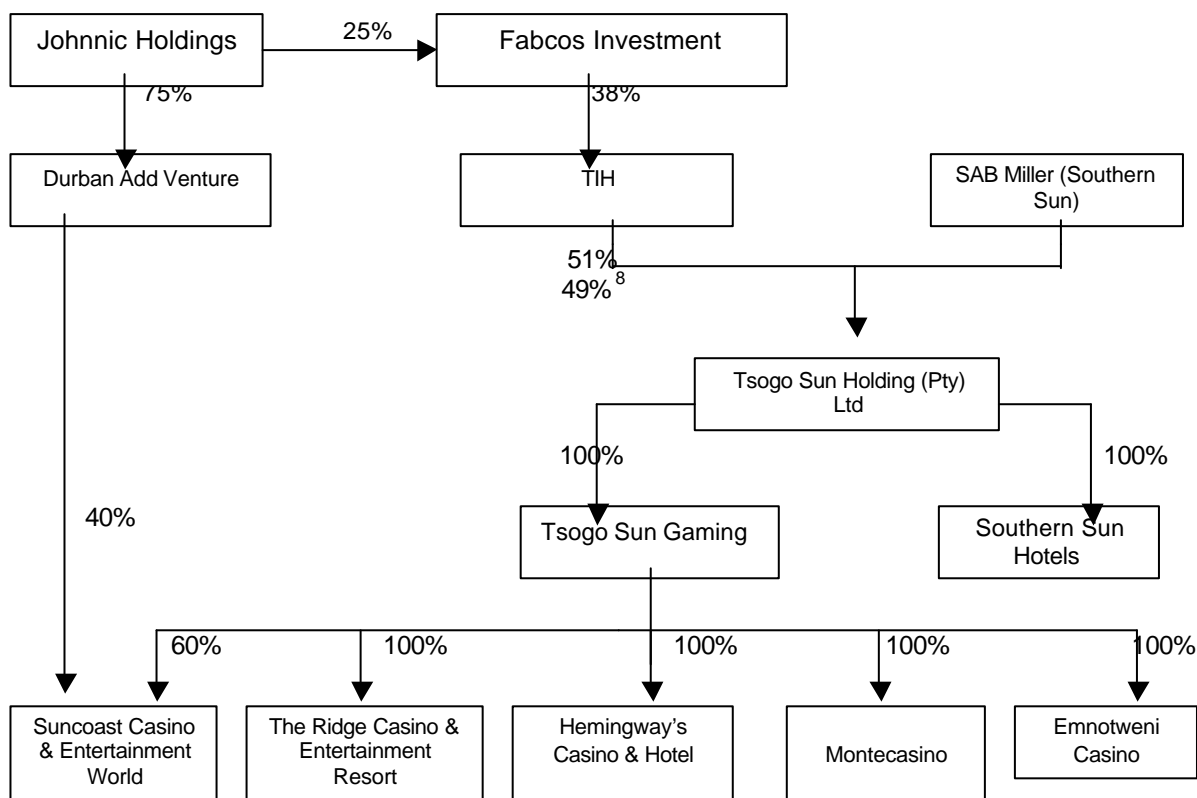 Johnnic Holdings
25%
Fabcos Investment
75%
38%
Durban Add Venture
TIH
SAB Miller (Southern
Sun)
51%
49% 8
Tsogo Sun Holding (Pty)
Ltd
100%
100%
40%
Tsogo Sun Gaming
Southern Sun
Hotels
60%
100%
100%
100%
100%
Suncoast Casino
& Entertainment
World
The Ridge Casino &
Entertainment
Resort
Hemingway's
Casino & Hotel
Montecasino
Emnotweni
Casino